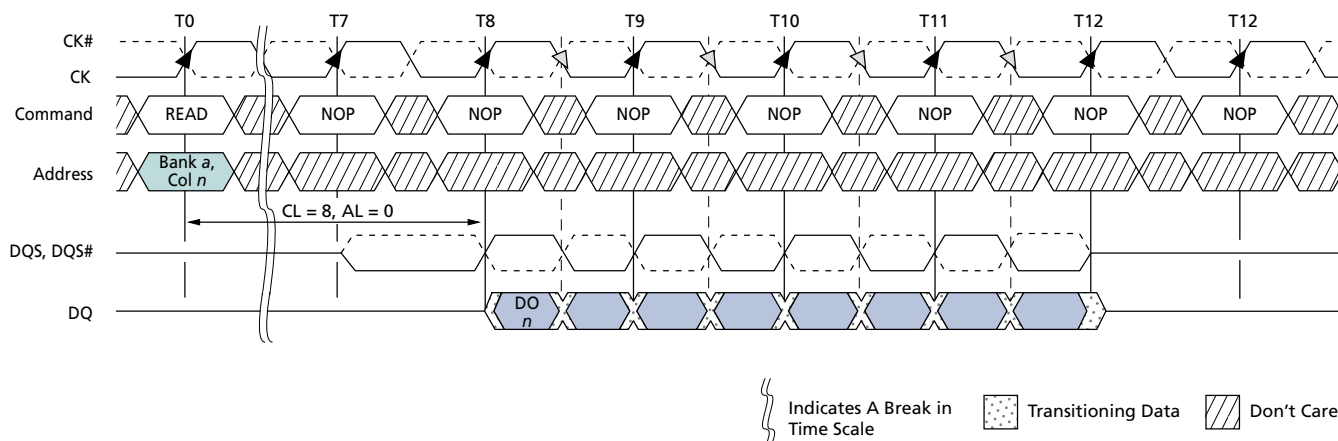 T0 T7 T8 T9 T10 T11 T12 T12
CK#
CK
Command READ NOP NOP NOP NOP NOP NOP NOP
Address Bank a,
Col n
CL = 8, AL = 0
DQS, DQS#
DQ DO
n
Indicates A Break in
Time Scale
Transitioning Data
Don't Care